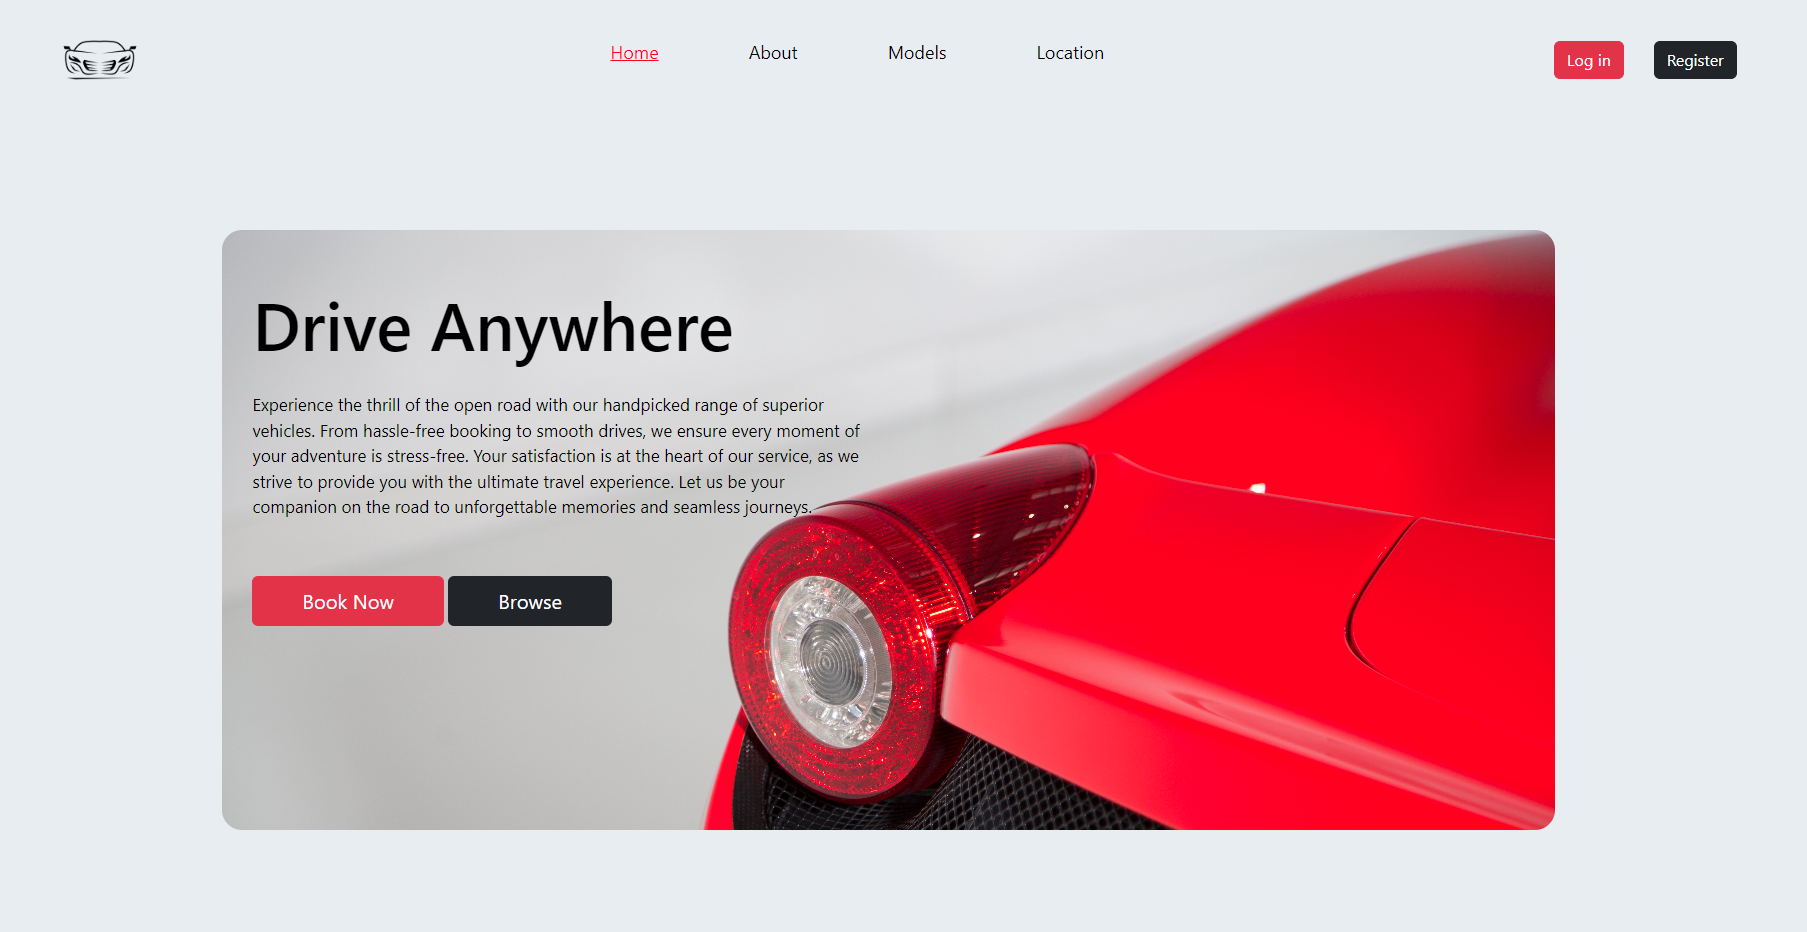 Home
About
Models
Location
Log in
Register
Drive Anywhere
Experience the thrill of the open road with our handpicked range of superior
vehicles. From hassle-free booking to smooth drives, we ensure every moment of
your adventure is stress-free. Your satisfaction is at the heart of our service, as we
strive to provide you with the ultimate travel experience. Let us be your
companion on the road to unforgettable memories and seamless journeys.
Book Now
Browse